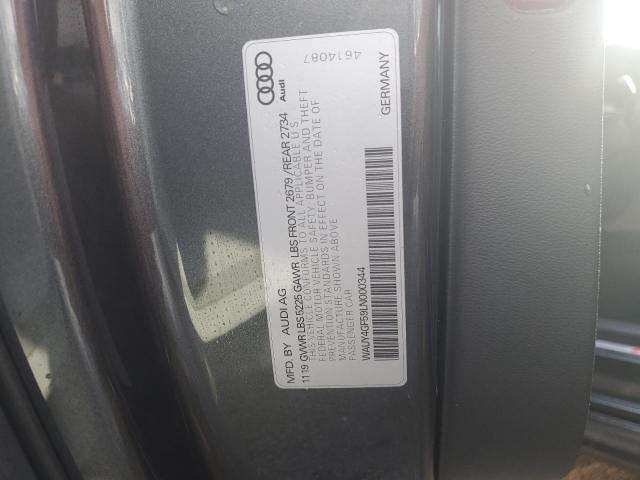 MFD. BY AUDI AG
11 19 GVWR LBS 5225 GAWR LBS FRONT 2679 / REAR 2734
THIS VEHICLE CONFORMS TO ALL APPLICABLE U.S.
FEDERAL MOTOR VEHICLE SAFETY, BUMPER AND THEFT
PREVENTION STANDARDS IN EFFECT ON THE DATE OF
MANUFACTURE SHOWN ABOVE
PASSENGER CAR
WAUY4GF59LN000344
Audi
4614087
GERMANY